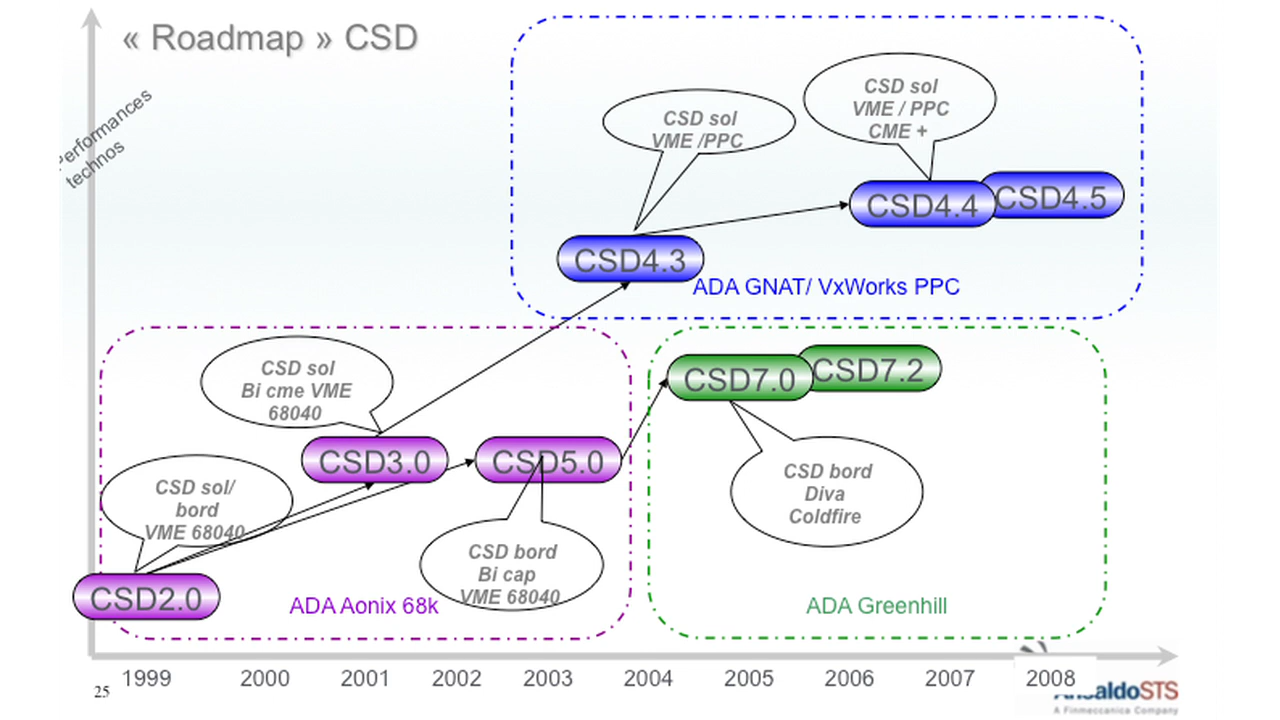 « Roadmap » CSD
Performances
technos
CSD sol
VME / PPC
CME +
CSD sol
VME /PPC
CSD4.4
CSD4.5
CSD4.3
ADA GNAT/ VxWorks PPC
CSD sol
Bi cme VME
68040
CSD7.0
CSD7.2
CSD3.0
CSD5.0
CSD sol/
bord
VME 68040
CSD bord
Diva
Coldfire
CSD bord
Bi cap
VME 68040
CSD2.0
ADA Aonix 68k
ADA Greenhill
1999 2000 2001 2002 2003 2004 2005 2006 2007 2008
25
AnsaldoSTS
A Finmeccanica Company